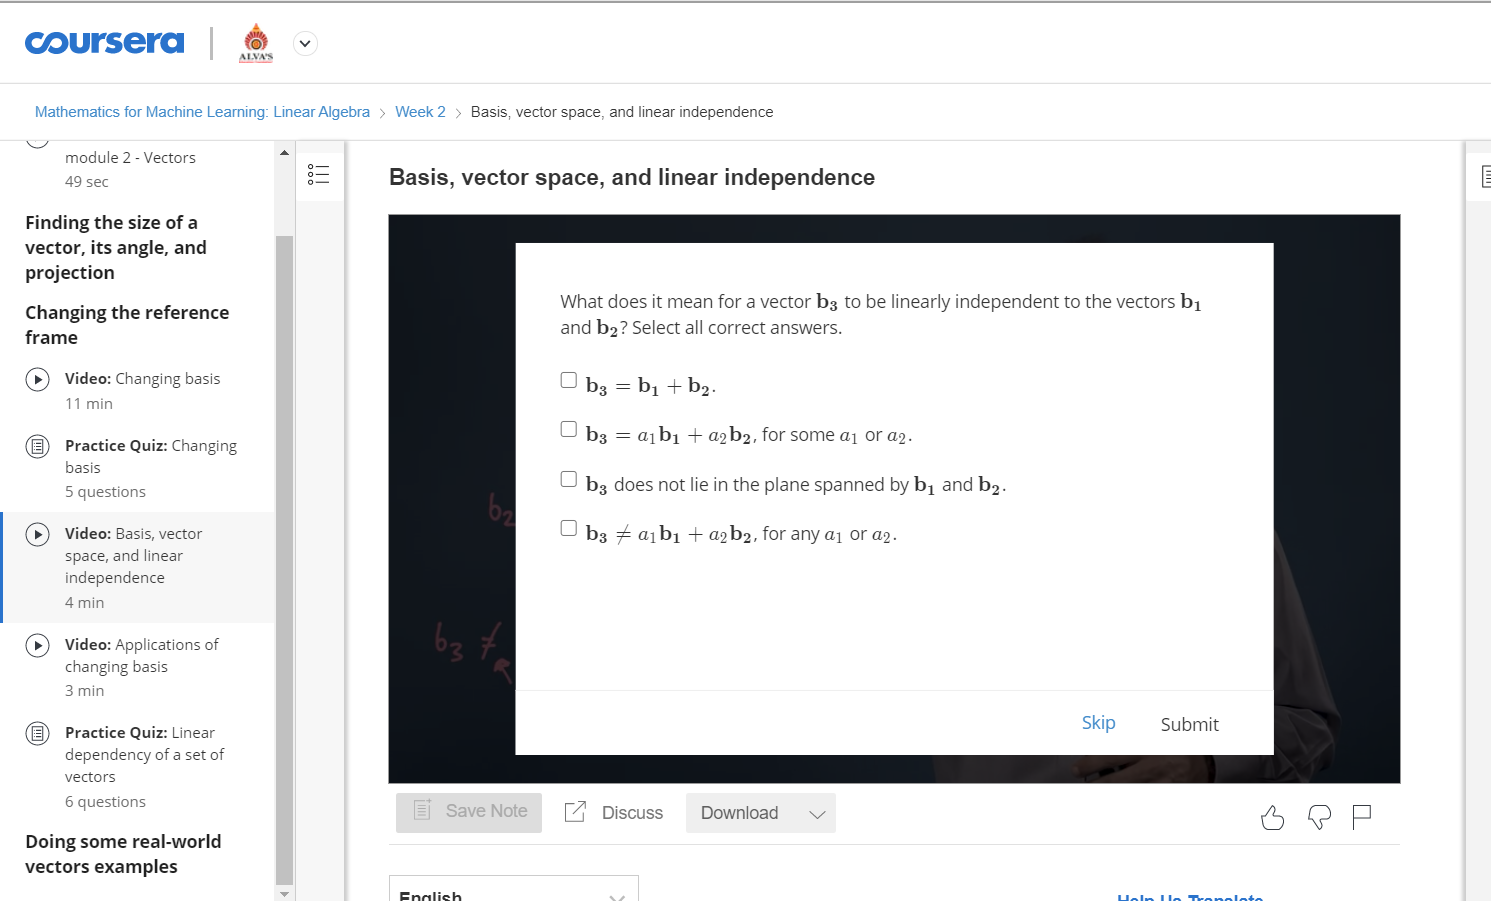 coursera
ALVA'S
Mathematics for Machine Learning: Linear Algebra > Week 2 > Basis, vector space, and linear independence
module 2 - Vectors
49 sec
Finding the size of a
vector, its angle, and
projection
Changing the reference
frame
Video: Changing basis
11 min
Practice Quiz: Changing
basis
5 questions
Video: Basis, vector
space, and linear
independence
4 min
Video: Applications of
changing basis
3 min
Practice Quiz: Linear
dependency of a set of
vectors
6 questions
Doing some real-world
vectors examples
Basis, vector space, and linear independence
What does it mean for a vector b₃ to be linearly independent to the vectors b₁
and b₂? Select all correct answers.
b₃ = b₁ + b₂.
b₃ = a₁b₁ + a₂b₂, for some a₁ or a₂.
b₃ does not lie in the plane spanned by b₁ and b₂.
b₃ ≠ a₁b₁ + a₂b₂, for any a₁ or a₂.
b₂
b₃ ≠
Skip
Submit
Save Note
Discuss
Download
English
Help Us Translate